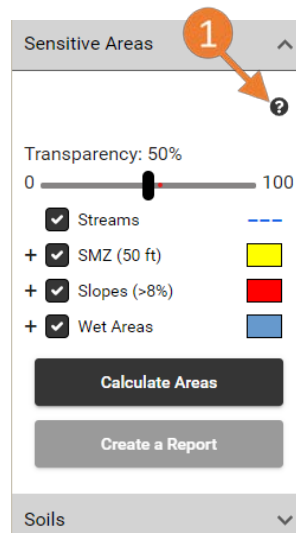 Sensitive Areas
1
?
Transparency: 50%
0 100
Streams
+ SMZ (50 ft)
+ Slopes (>8%)
+ Wet Areas
Calculate Areas
Create a Report
Soils